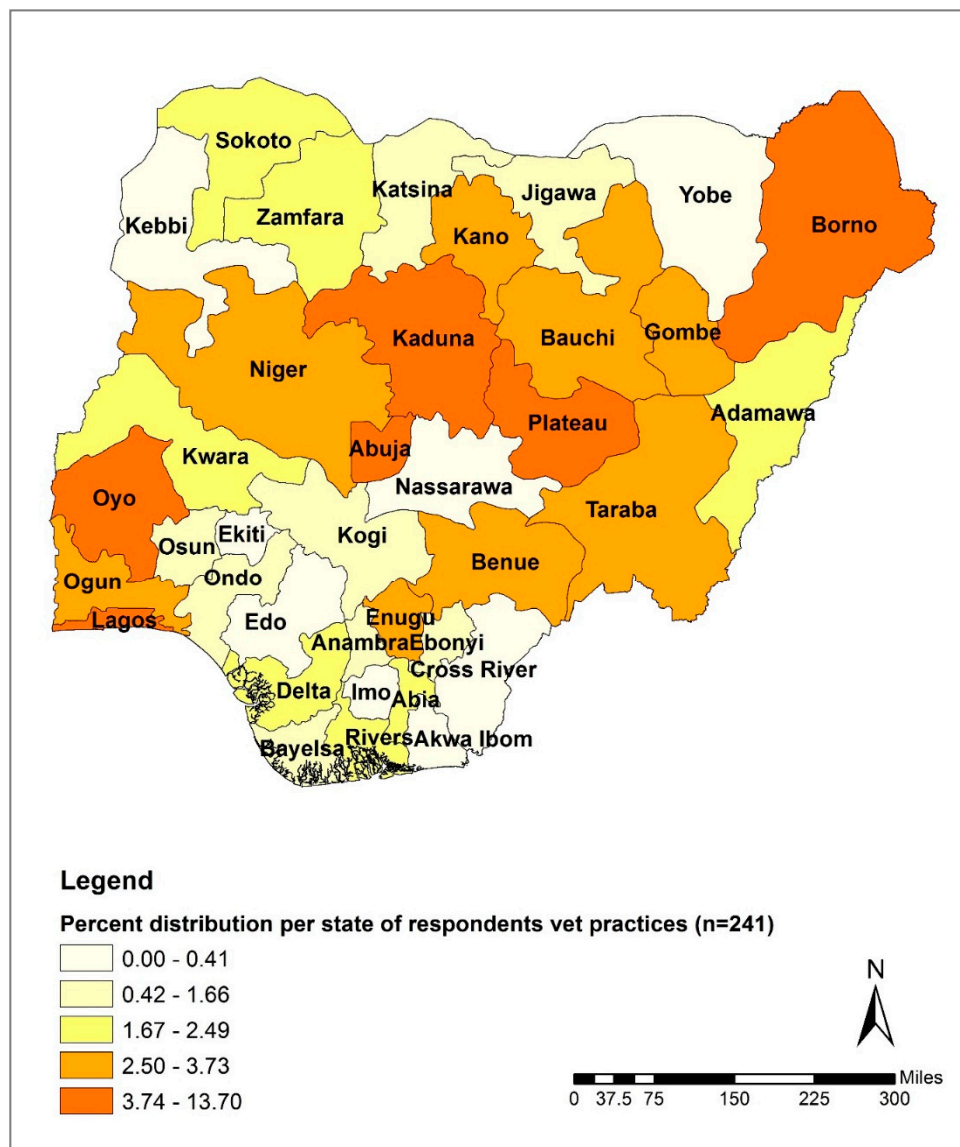 Sokoto
Kebbi
Zamfara
Katsina
Jigawa
Kano
Yobe
Borno
Kaduna
Bauchi
Gombe
Niger
Adamawa
Plateau
Abuja
Kwara
Nassarawa
Oyo
Taraba
Ekiti
Osun
Kogi
Benue
Ondo
Ogun
Lagos
Edo
Enugu
Anambra
Ebonyi
Cross River
Delta
Imo
Abia
Bayelsa
Rivers
Akwa Ibom
Legend
Percent distribution per state of respondents vet practices (n=241)
0.00 - 0.41
0.42 - 1.66
1.67 - 2.49
2.50 - 3.73
3.74 - 13.70
N
Miles
0 37.5 75 150 225 300